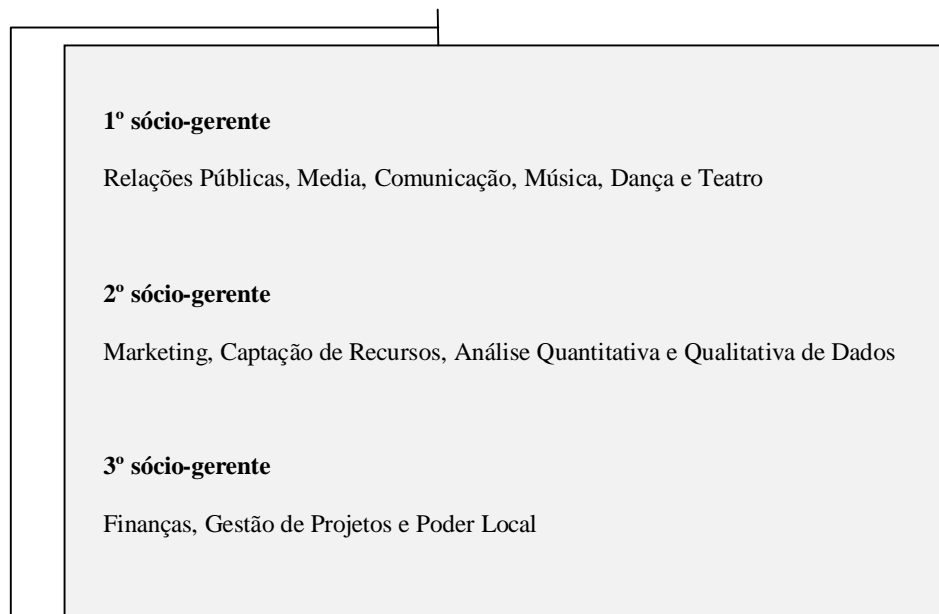 1º sócio-gerente
Relações Públicas, Media, Comunicação, Música, Dança e Teatro
2º sócio-gerente
Marketing, Captação de Recursos, Análise Quantitativa e Qualitativa de Dados
3º sócio-gerente
Finanças, Gestão de Projetos e Poder Local